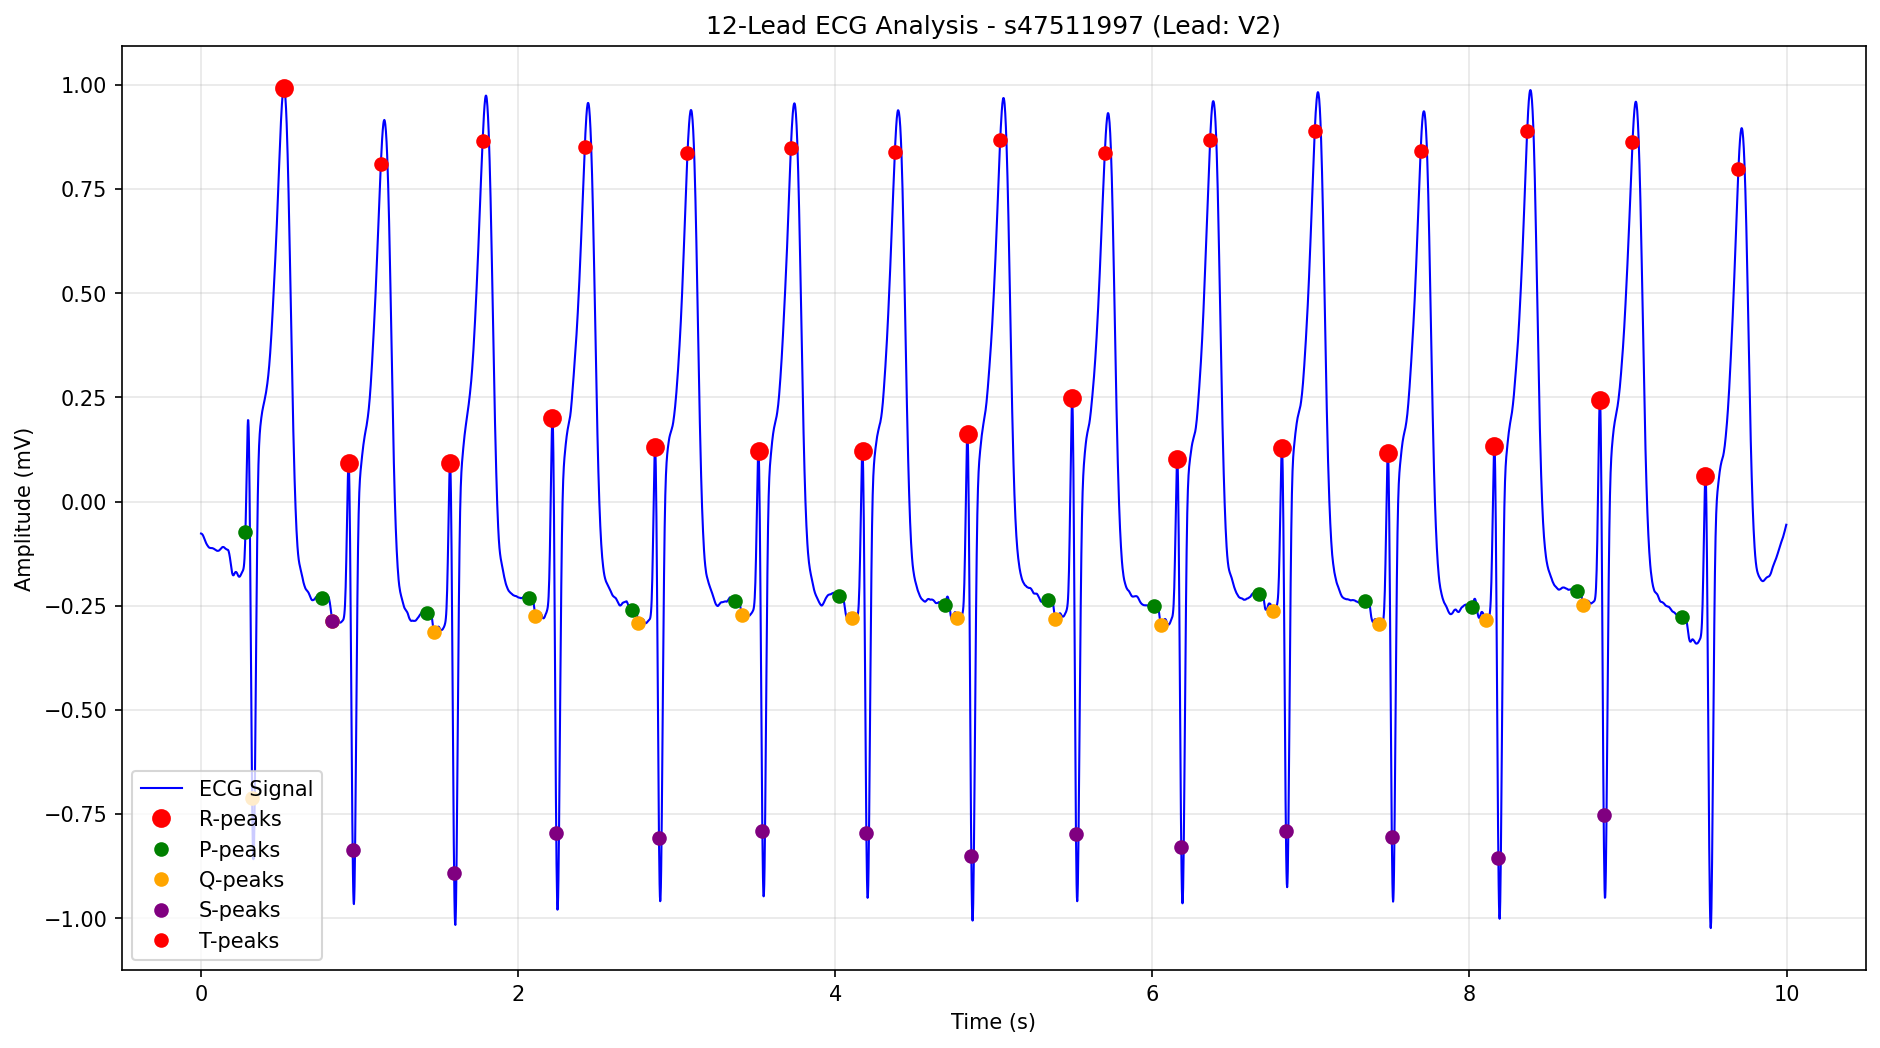 12-Lead ECG Analysis - s47511997 (Lead: V2)
1.00
0.75
0.50
0.25
0.00
−0.25
−0.50
−0.75
−1.00
Amplitude (mV)
ECG Signal
R-peaks
P-peaks
Q-peaks
S-peaks
T-peaks
0 2 4 6 8 10
Time (s)